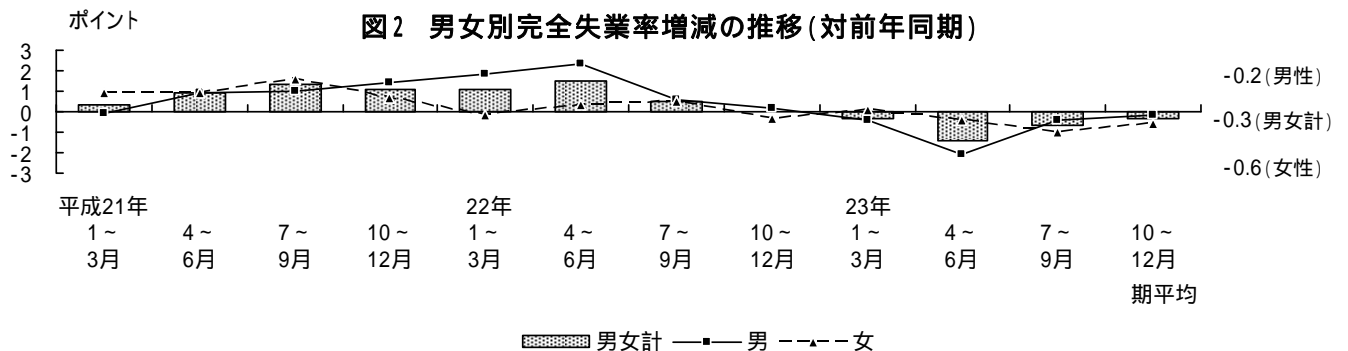 ポイント
図2 男女別完全失業率増減の推移(対前年同期)
3
2
1
0
-1
-2
-3
-0.2(男性)
-0.3(男女計)
-0.6(女性)
平成21年 22年 23年
1~ 4~ 7~ 10~ 1~ 4~ 7~ 10~ 1~ 4~ 7~ 10~
3月 6月 9月 12月 3月 6月 9月 12月 3月 6月 9月 12月
期平均
男女計 男 女